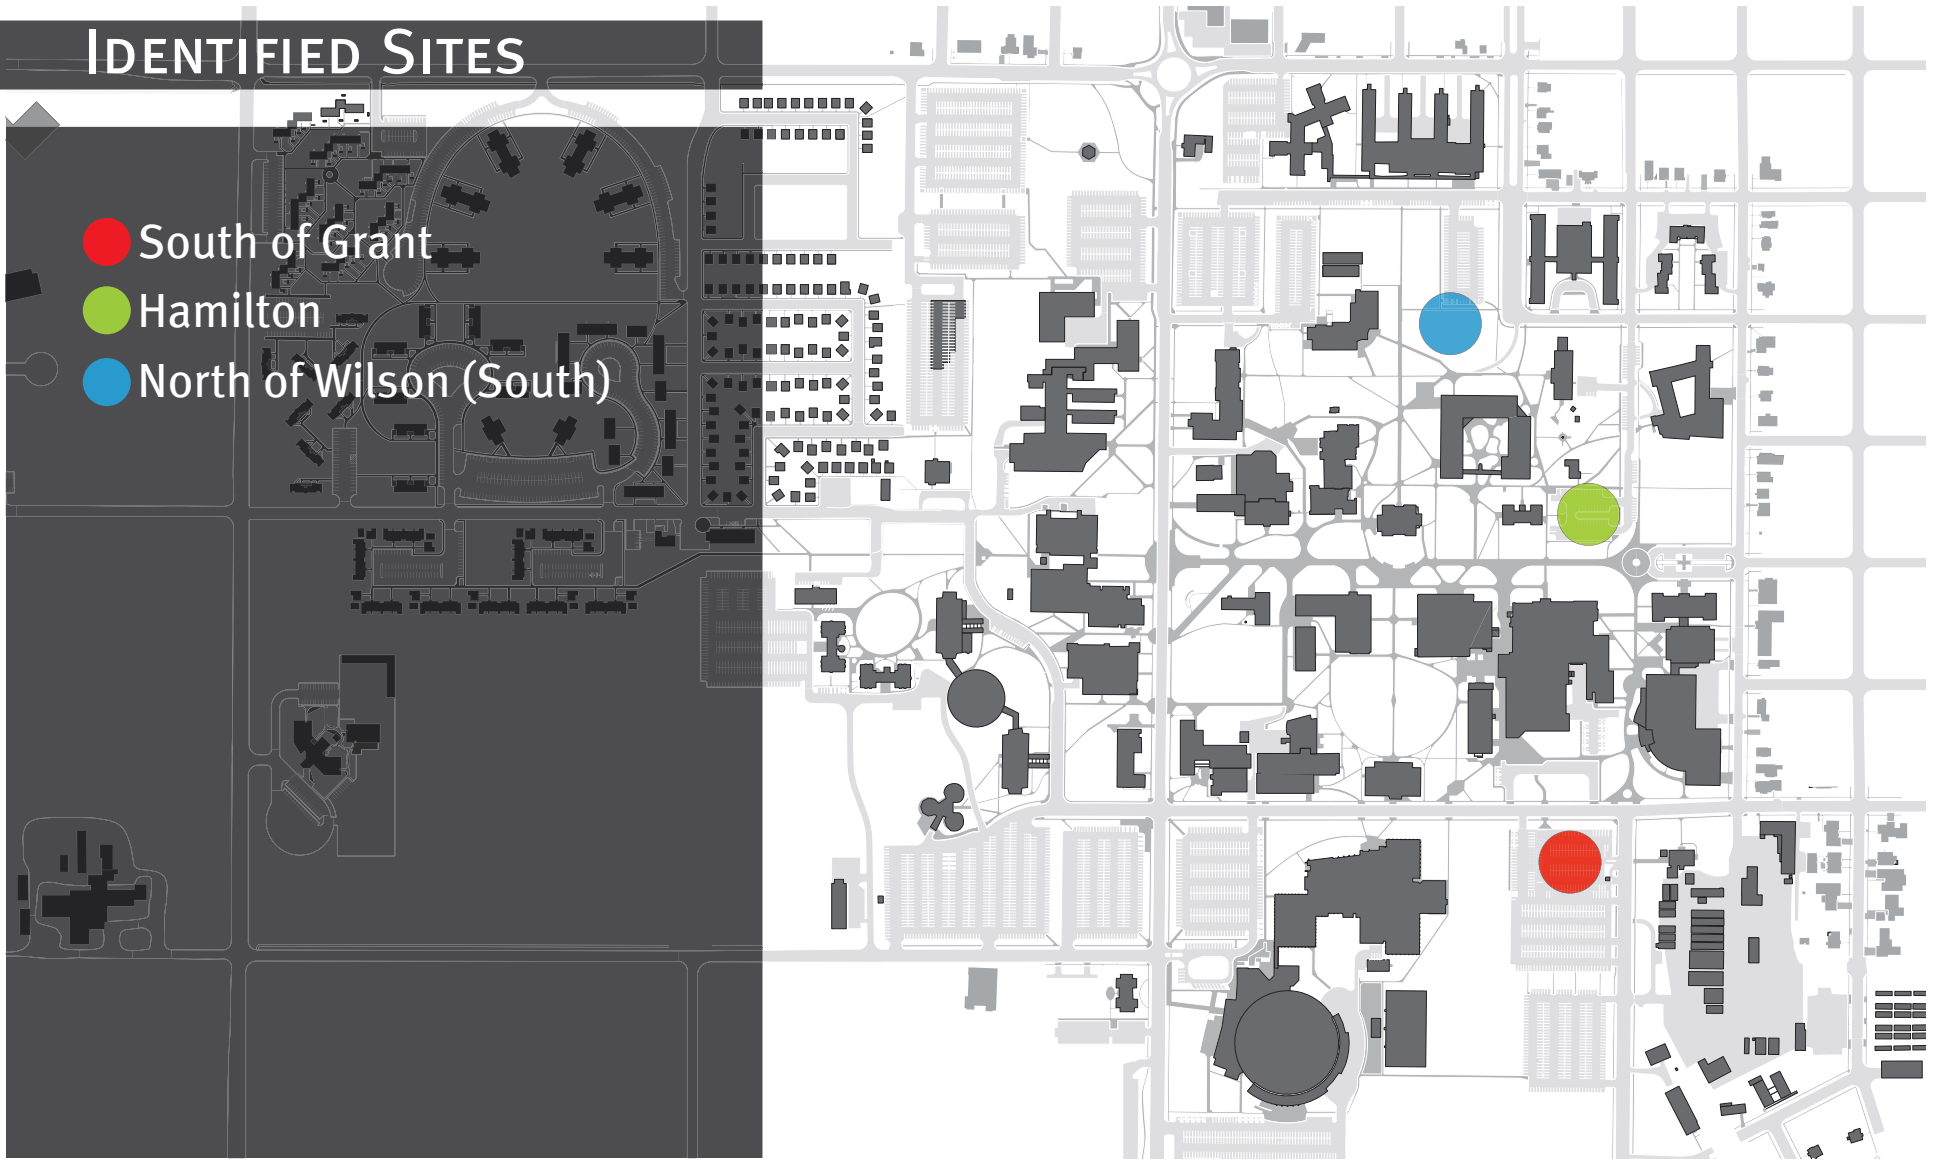 Identified Sites
South of Grant
Hamilton
North of Wilson (South)